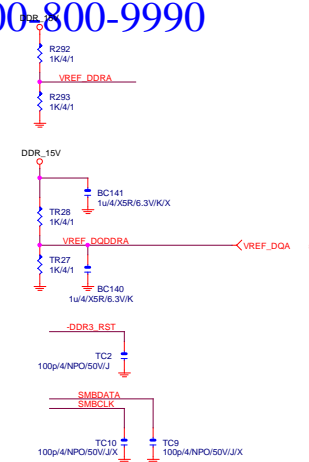 00-800-9990
DDR_15V
R292
1K/4/1
VREF_DDRA
R293
1K/4/1
DDR_15V
BC141
1u/4/X5R/6.3V/K/X
TR28
1K/4/1
VREF_DQDDRA
VREF_DQA
TR27
1K/4/1
BC140
1u/4/X5R/6.3V/K
-DDR3_RST
TC2
100p/4/NPO/50V/J
SMBDATA
SMBCLK
TC10
100p/4/NPO/50V/J/X
TC9
100p/4/NPO/50V/J/X